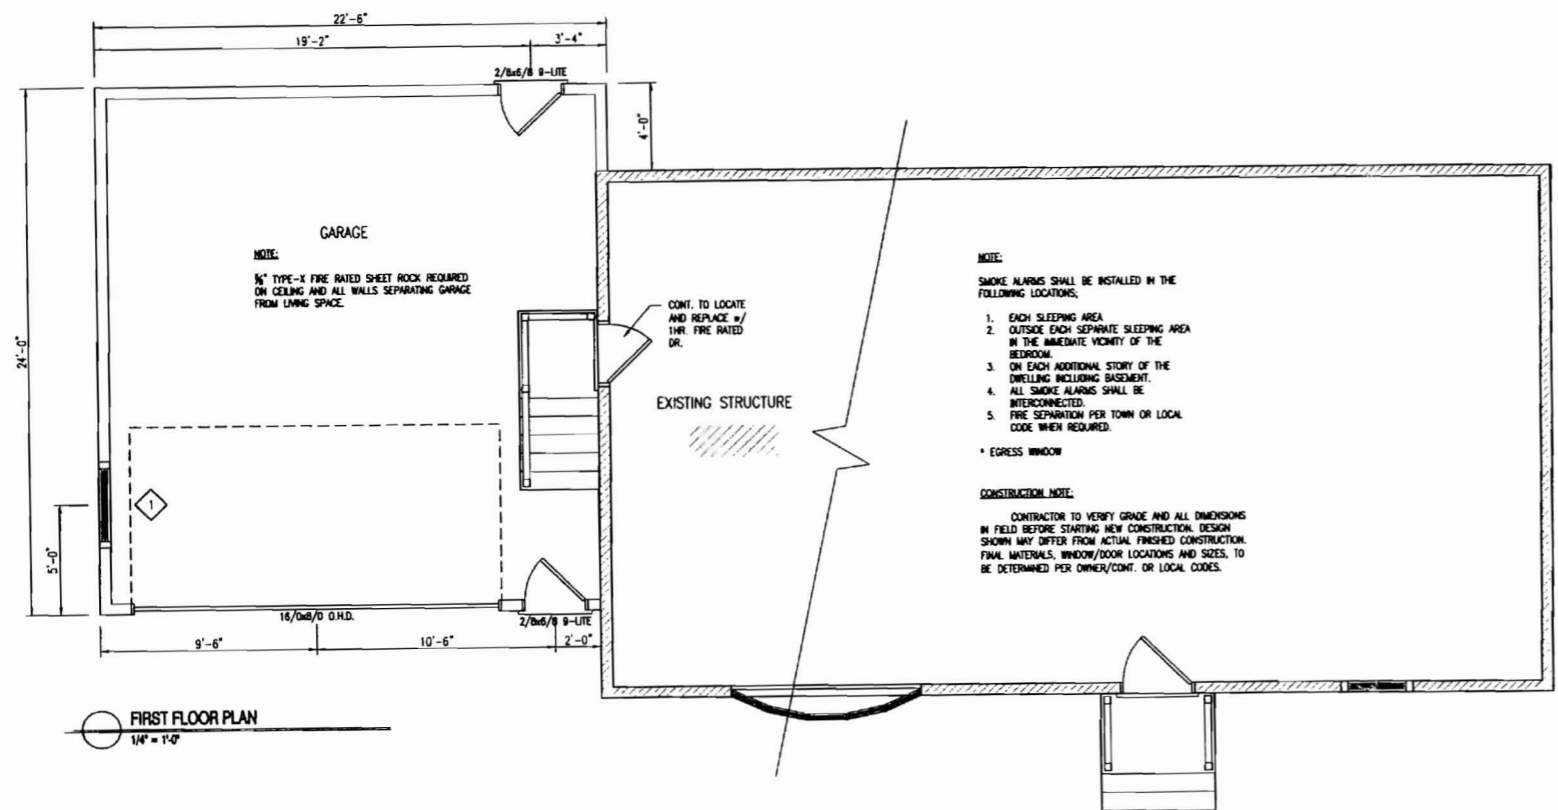 22'-6"
19'-2"
3'-4"
2/8x6/8 9-LITE
4'-0"
24'-0"
GARAGE
NOTE:
⅝" TYPE-X FIRE RATED SHEET ROCK REQUIRED
ON CEILING AND ALL WALLS SEPARATING GARAGE
FROM LIVING SPACE.
CONT. TO LOCATE
AND REPLACE w/
1HR. FIRE RATED
DR.
EXISTING STRUCTURE
NOTE:
SMOKE ALARMS SHALL BE INSTALLED IN THE
FOLLOWING LOCATIONS;
1. EACH SLEEPING AREA
2. OUTSIDE EACH SEPARATE SLEEPING AREA
IN THE IMMEDIATE VICINITY OF THE
BEDROOM.
3. ON EACH ADDITIONAL STORY OF THE
DWELLING INCLUDING BASEMENT.
4. ALL SMOKE ALARMS SHALL BE
INTERCONNECTED.
5. FIRE SEPARATION PER TOWN OR LOCAL
CODE WHEN REQUIRED.
* EGRESS WINDOW
CONSTRUCTION NOTE:
CONTRACTOR TO VERIFY GRADE AND ALL DIMENSIONS
IN FIELD BEFORE STARTING NEW CONSTRUCTION. DESIGN
SHOWN MAY DIFFER FROM ACTUAL FINISHED CONSTRUCTION.
FINAL MATERIALS, WINDOW/DOOR LOCATIONS AND SIZES, TO
BE DETERMINED PER OWNER/CONT. OR LOCAL CODES.
1
5'-0"
16/0x8/0 O.H.D.
2/8x6/8 9-LITE
9'-6"
10'-6"
2'-0"
FIRST FLOOR PLAN
1/4" = 1'-0"